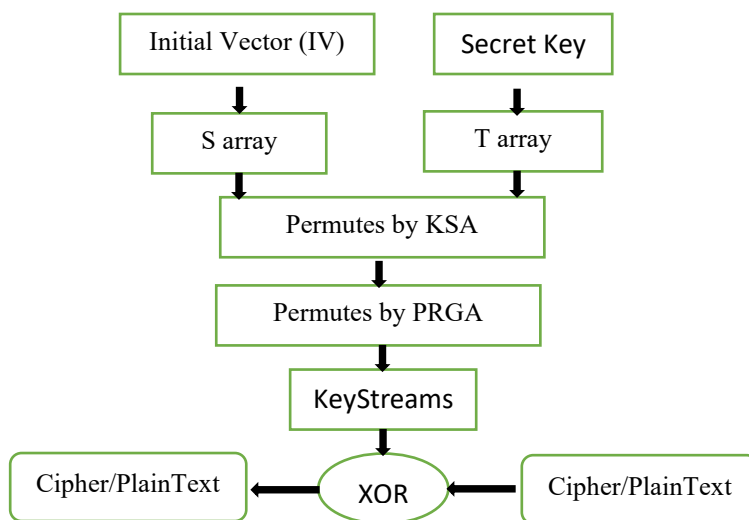 Initial Vector (IV)
Secret Key
S array
T array
Permutes by KSA
Permutes by PRGA
KeyStreams
Cipher/PlainText
XOR
Cipher/PlainText